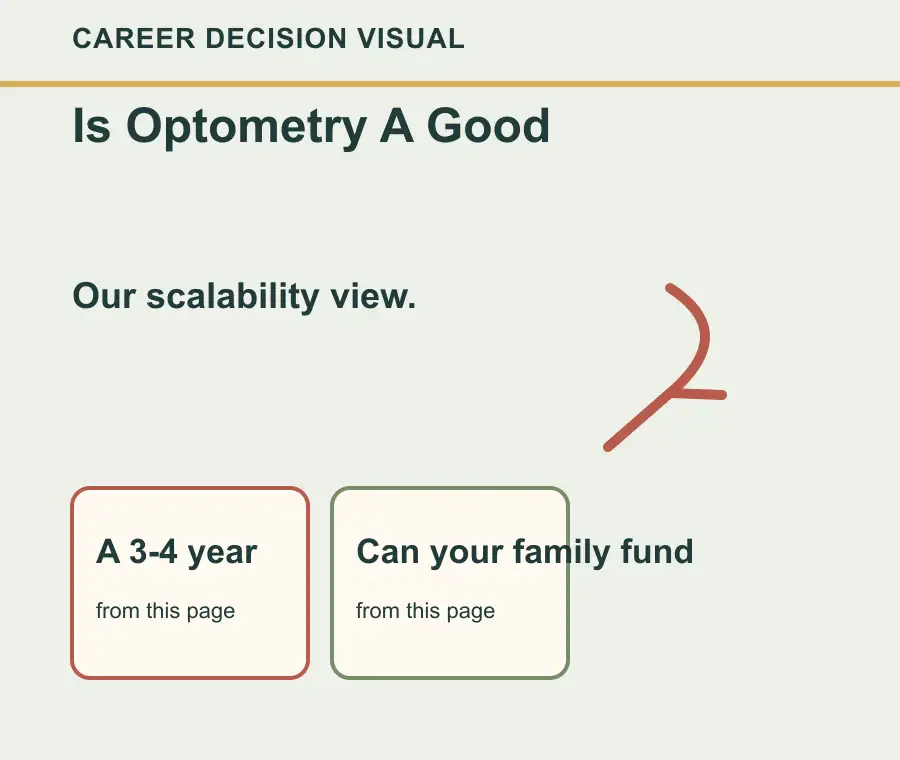 CAREER DECISION VISUAL
Is Optometry A Good
Our scalability view.
A 3-4 year
from this page
Can your family fund
from this page